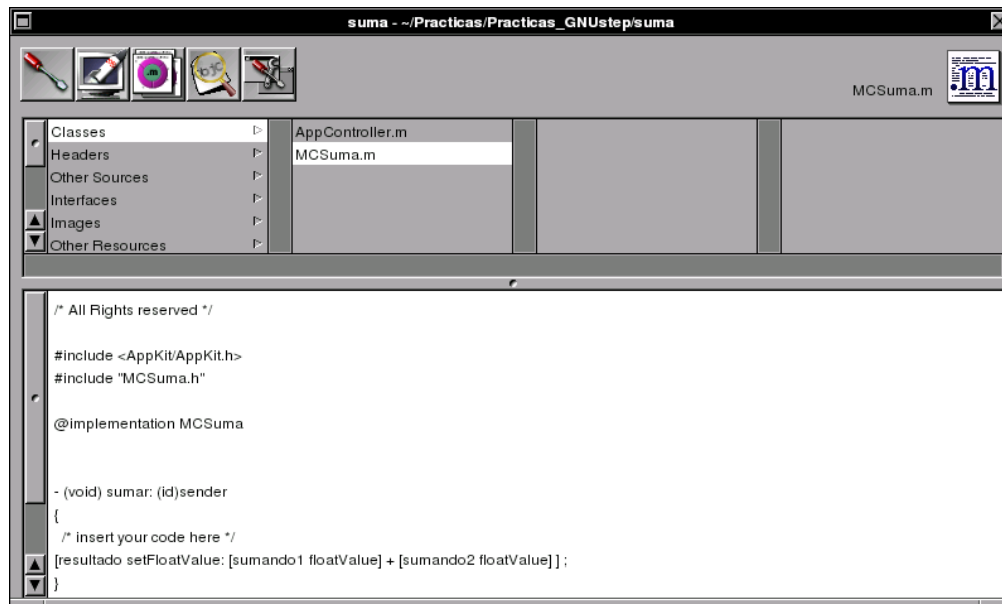 suma - ~/Practicas/Practicas_GNUstep/suma
MCSuma.m
.m
Classes
Headers
Other Sources
Interfaces
Images
Other Resources
AppController.m
MCSuma.m
/* All Rights reserved */
#include <AppKit/AppKit.h>
#include "MCSuma.h"
@implementation MCSuma
- (void) sumar: (id)sender
{
/* insert your code here */
[resultado setFloatValue: [sumando1 floatValue] + [sumando2 floatValue] ] ;
}